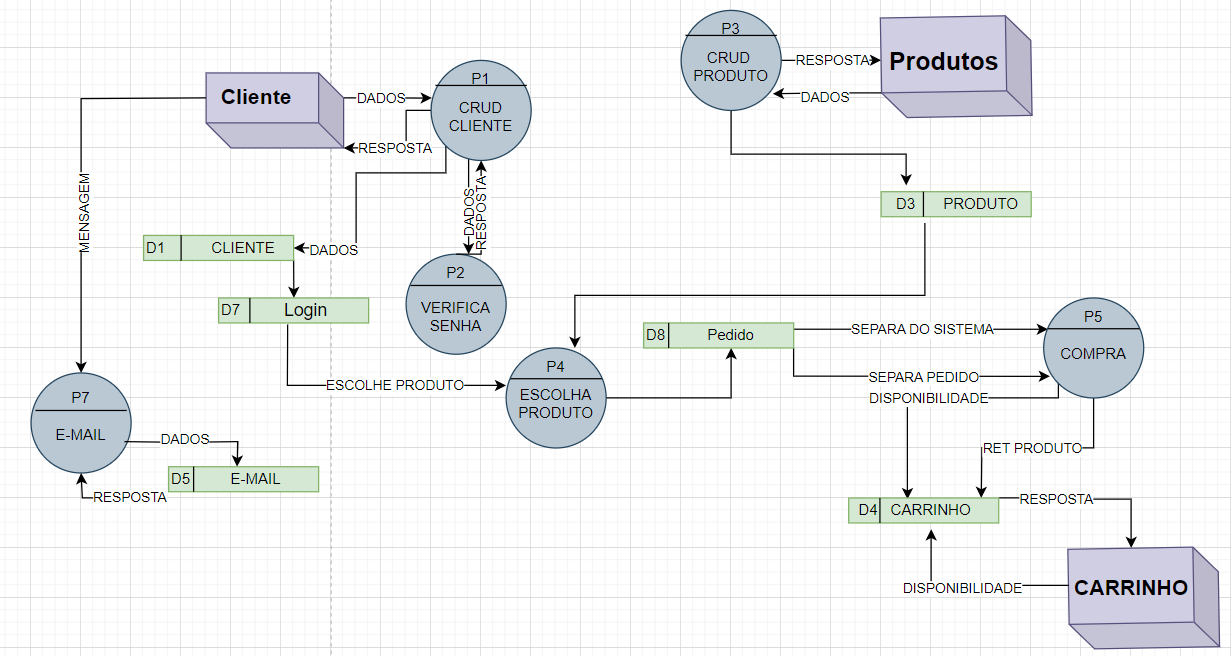 P3
CRUD
PRODUTO
RESPOSTA
DADOS
Produtos
Cliente
DADOS
RESPOSTA
P1
CRUD
CLIENTE
MENSAGEM
DADOS
RESPOSTA
D3 PRODUTO
D1 CLIENTE
DADOS
P2
VERIFICA
SENHA
D7 Login
D8 Pedido
SEPARA DO SISTEMA
P5
COMPRA
SEPARA PEDIDO
DISPONIBILIDADE
ESCOLHE PRODUTO
P4
ESCOLHA
PRODUTO
P7
E-MAIL
DADOS
D5 E-MAIL
RESPOSTA
RET PRODUTO
D4 CARRINHO
RESPOSTA
DISPONIBILIDADE
CARRINHO